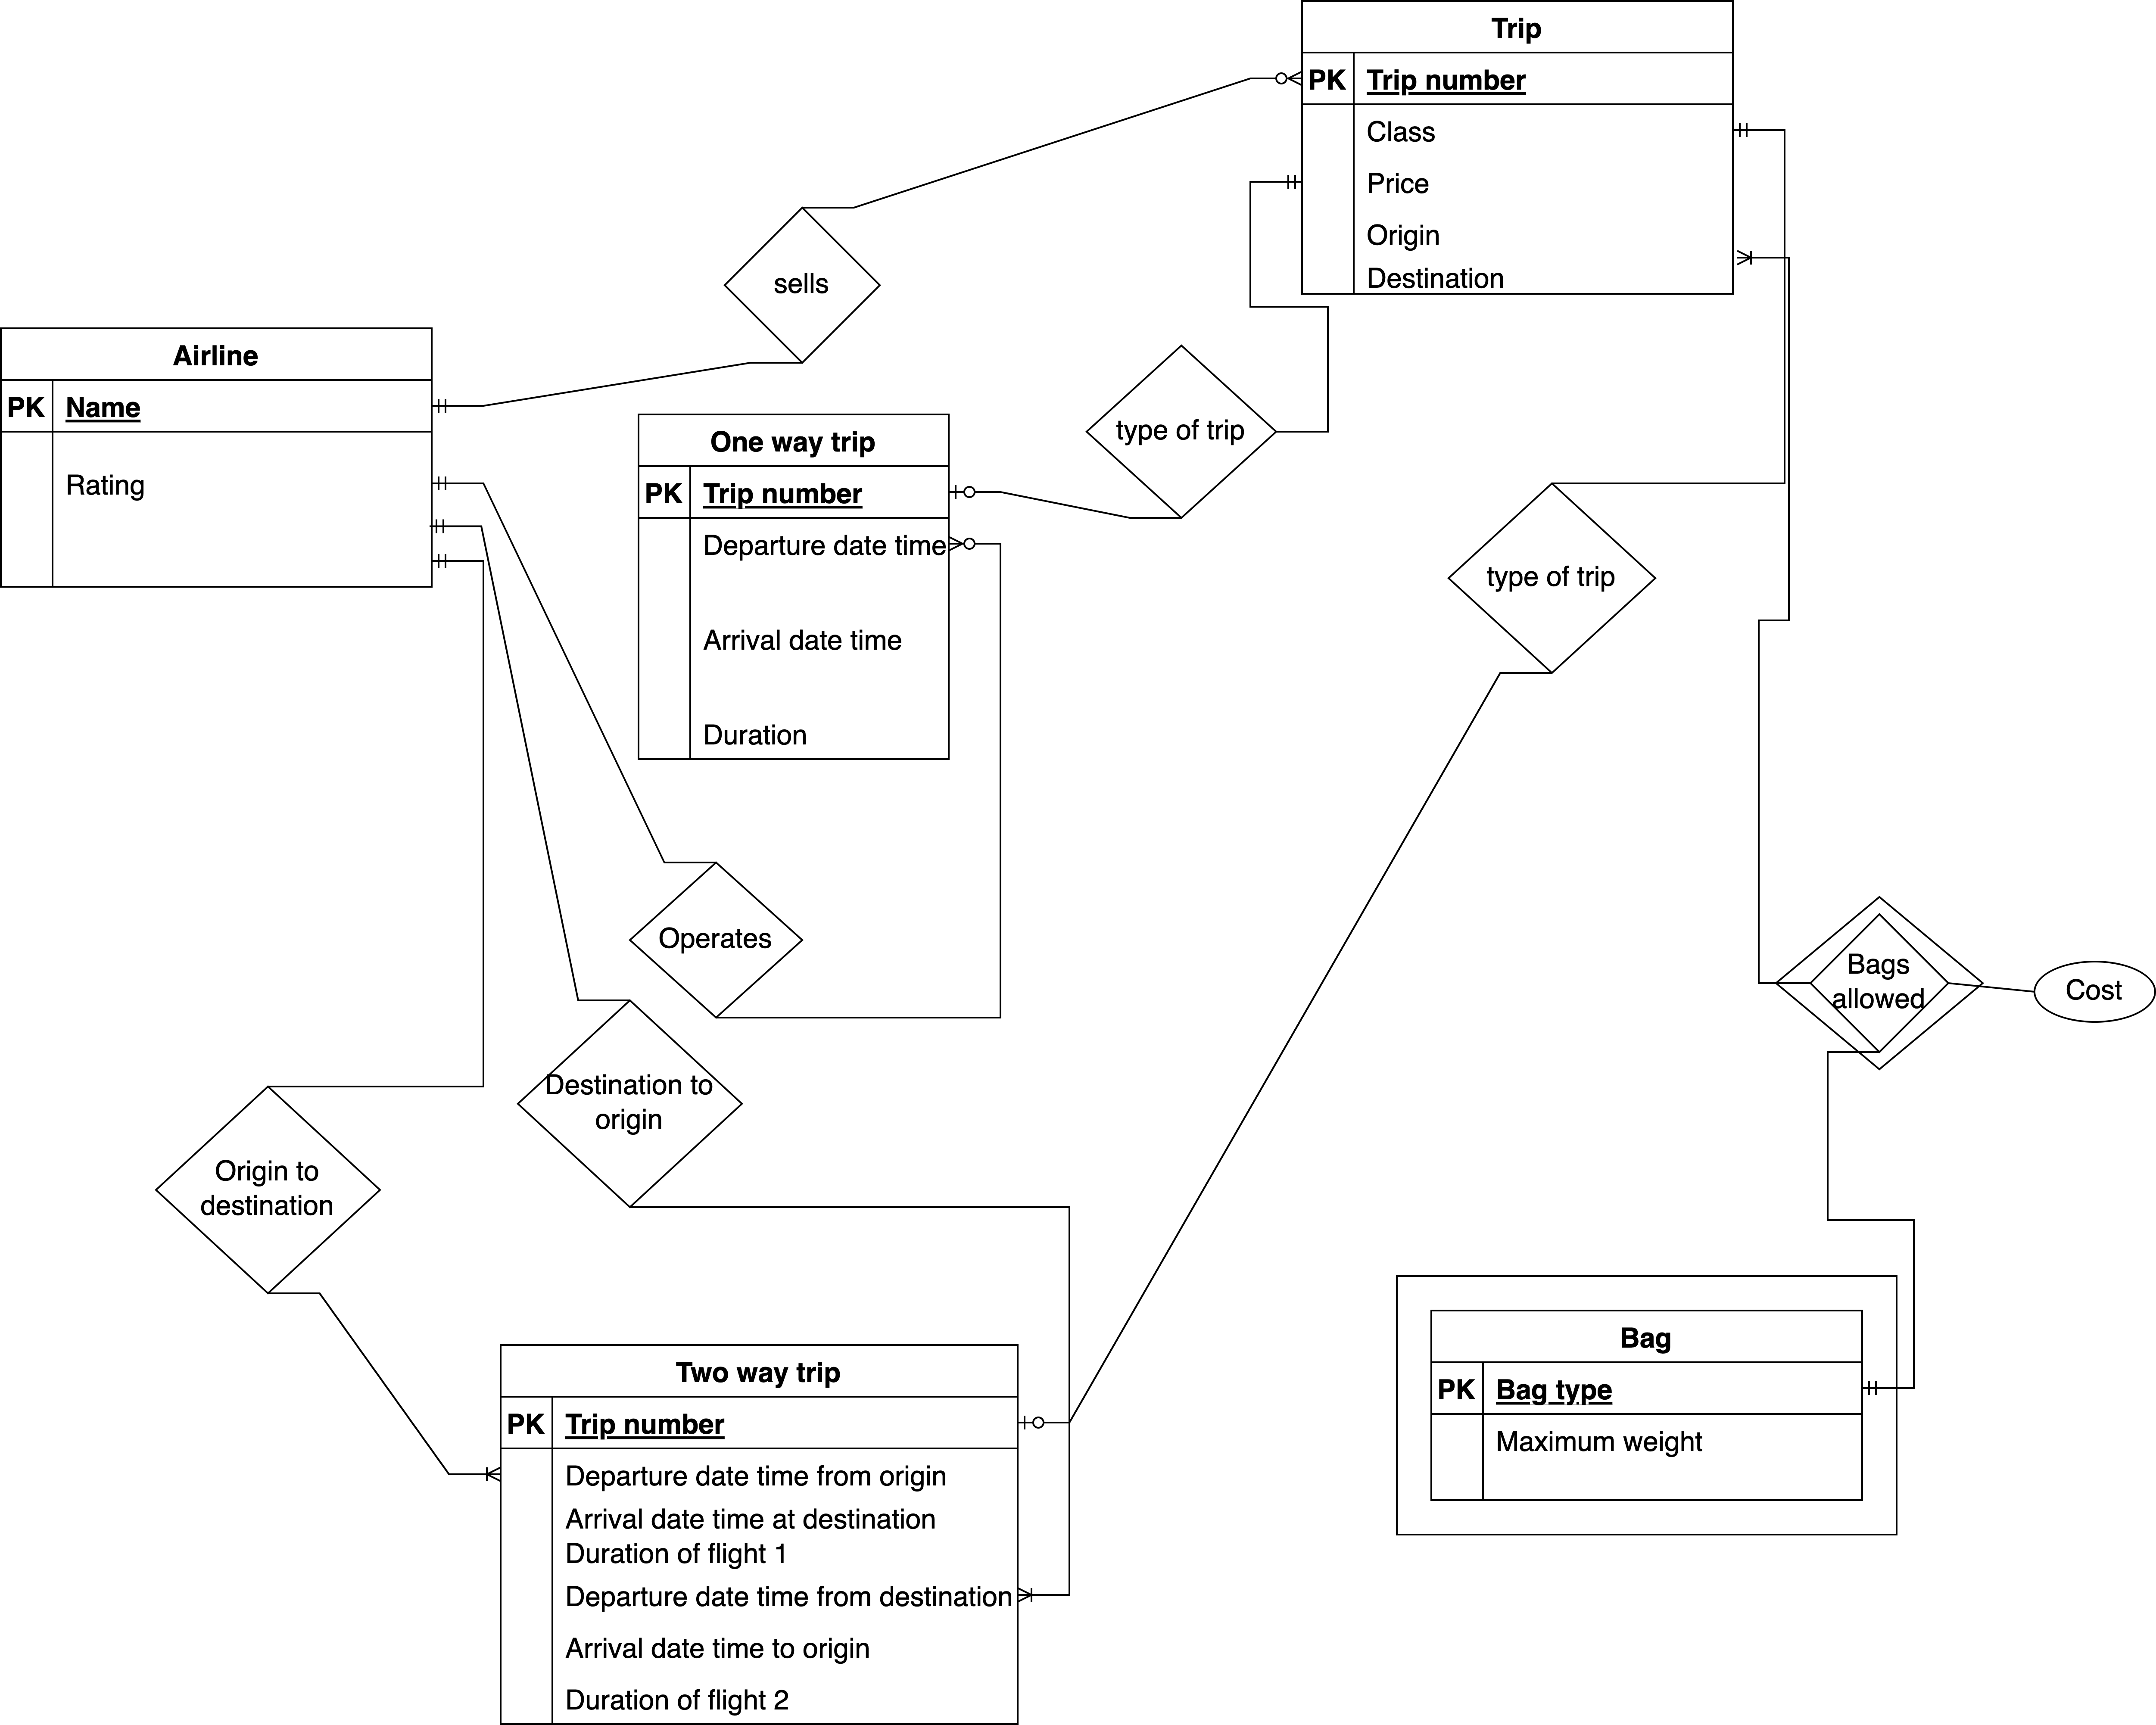 Trip
PK Trip number
Class
Price
Origin
Destination
sells
Airline
PK Name
Rating
One way trip
PK Trip number
Departure date time
Arrival date time
Duration
type of trip
type of trip
Operates
Bags
allowed
Cost
Destination to
origin
Origin to
destination
Two way trip
PK Trip number
Departure date time from origin
Arrival date time at destination
Duration of flight 1
Departure date time from destination
Arrival date time to origin
Duration of flight 2
Bag
PK Bag type
Maximum weight